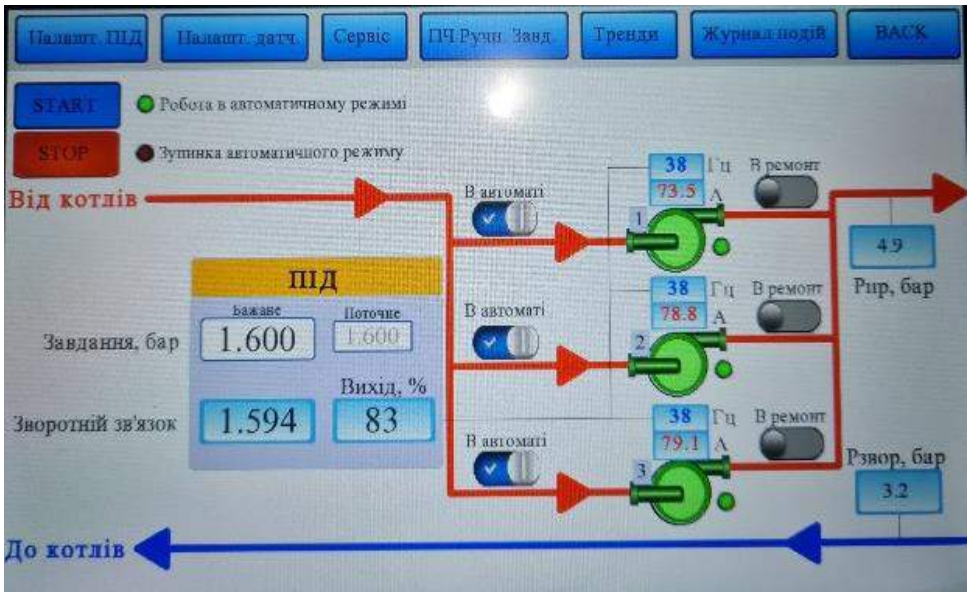 Налашт. ПІД
Налашт. датч.
Сервіс
ПЧ Ручн. Завд.
Тренди
Журнал подій
BACK
START
Робота в автоматичному режимі
STOP
Зупинка автоматичного режиму
Від котлів
В автоматі
38 Гц
73.5 А
В ремонт
1
4.9
Рпр, бар
ПІД
Бажане
Поточне
Завдання, бар
1.600
1.600
В автоматі
38 Гц
78.8 А
В ремонт
2
Вихід, %
Зворотній зв'язок
1.594
83
В автоматі
38 Гц
79.1 А
В ремонт
3
Рзвор, бар
3.2
До котлів